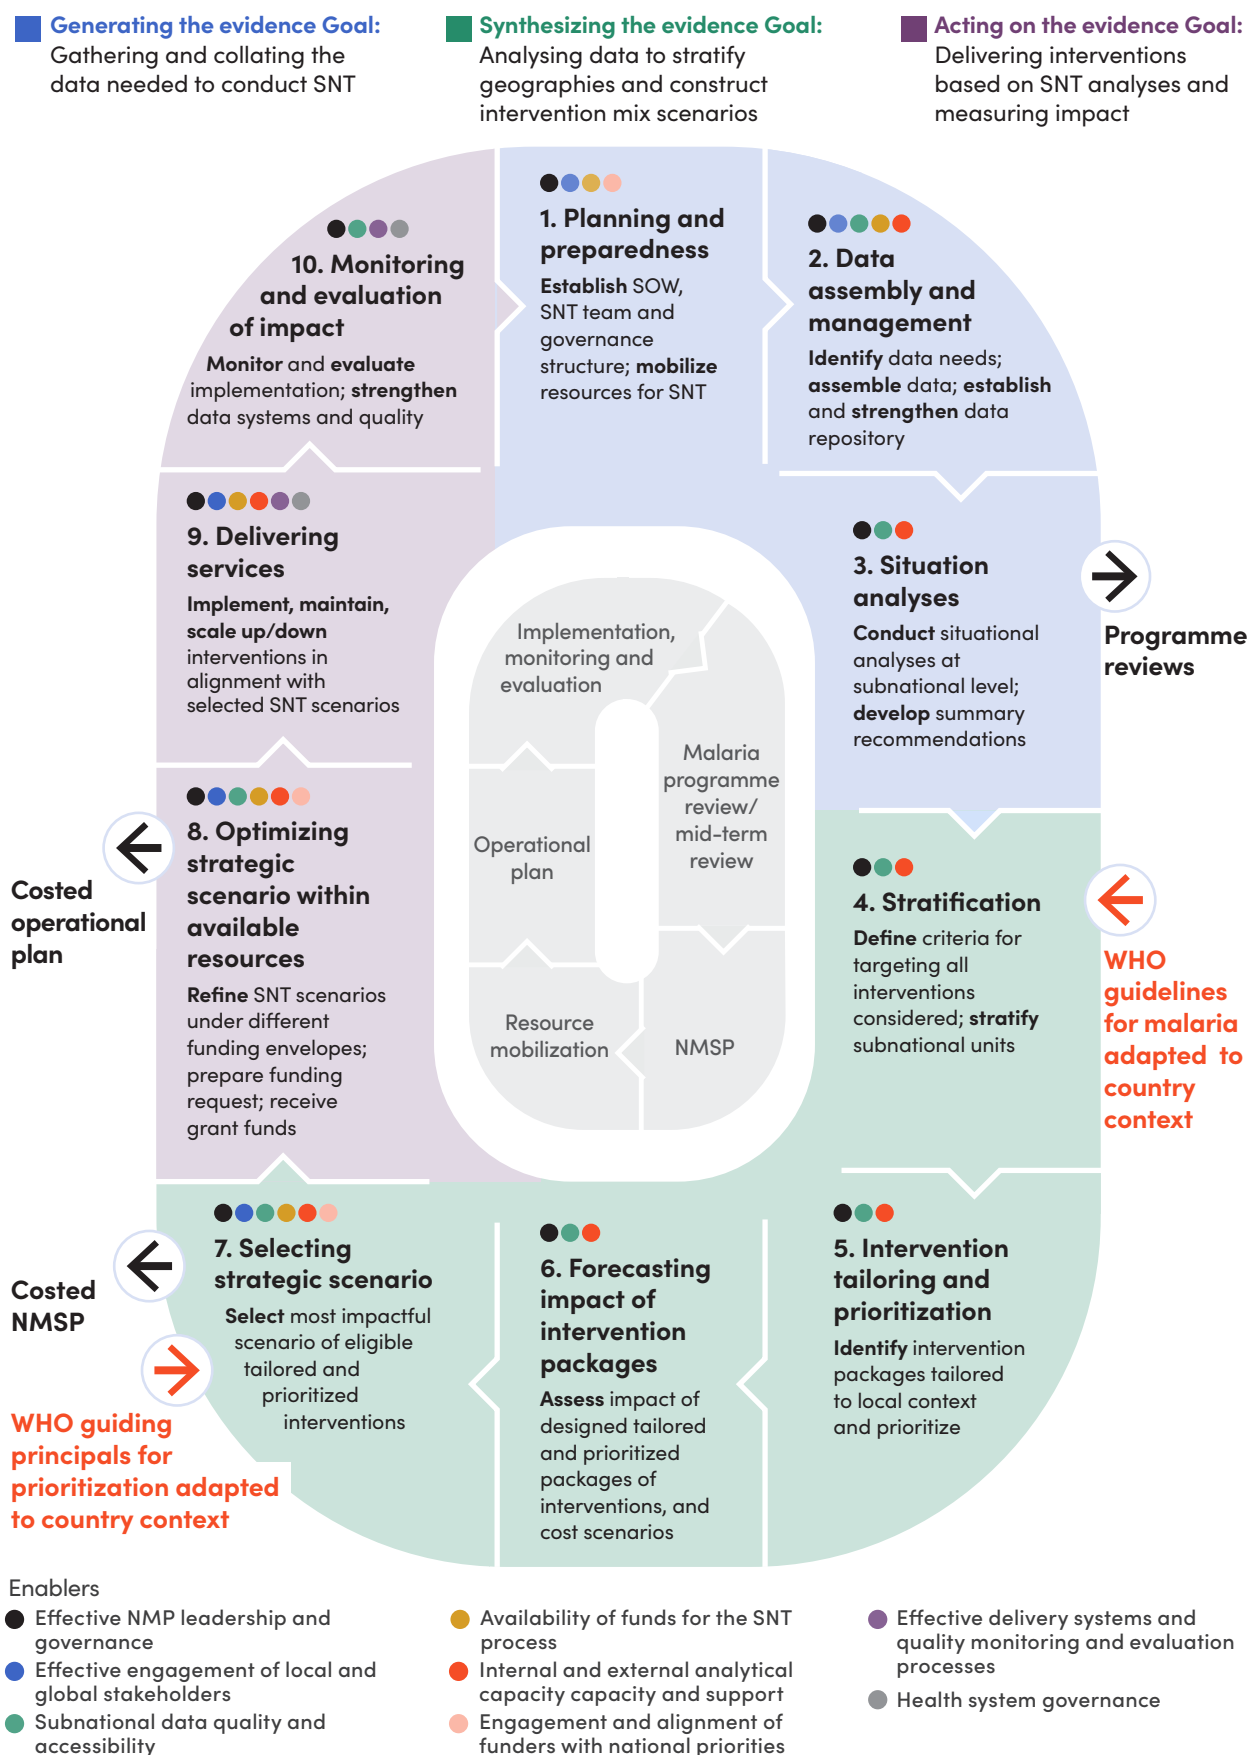 Generating the evidence Goal:
Gathering and collating the
data needed to conduct SNT
Synthesizing the evidence Goal:
Analysing data to stratify
geographies and construct
intervention mix scenarios
Acting on the evidence Goal:
Delivering interventions
based on SNT analyses and
measuring impact
1. Planning and
preparedness
Establish SOW,
SNT team and
governance
structure; mobilize
resources for SNT
2. Data
assembly and
management
Identify data needs;
assemble data; establish
and strengthen data
repository
3. Situation
analyses
Conduct situational
analyses at
subnational level;
develop summary
recommendations
Programme
reviews
4. Stratification
Define criteria for
targeting all
interventions
considered; stratify
subnational units
WHO
guidelines
for malaria
adapted to
country
context
5. Intervention
tailoring and
prioritization
Identify intervention
packages tailored
to local context
and prioritize
6. Forecasting
impact of
intervention
packages
Assess impact of
designed tailored
and prioritized
packages of
interventions, and
cost scenarios
7. Selecting
strategic scenario
Select most impactful
scenario of eligible
tailored and
prioritized
interventions
Costed
NMSP
WHO guiding
principals for
prioritization adapted
to country context
8. Optimizing
strategic
scenario within
available
resources
Refine SNT scenarios
under different
funding envelopes;
prepare funding
request; receive
grant funds
Costed
operational
plan
9. Delivering
services
Implement, maintain,
scale up/down
interventions in
alignment with
selected SNT scenarios
10. Monitoring
and evaluation
of impact
Monitor and evaluate
implementation; strengthen
data systems and quality
Implementation,
monitoring and
evaluation
Malaria
programme
review/
mid-term
review
Operational
plan
Resource
mobilization
NMSP
Enablers
Effective NMP leadership and
governance
Effective engagement of local and
global stakeholders
Subnational data quality and
accessibility
Availability of funds for the SNT
process
Internal and external analytical
capacity capacity and support
Engagement and alignment of
funders with national priorities
Effective delivery systems and
quality monitoring and evaluation
processes
Health system governance